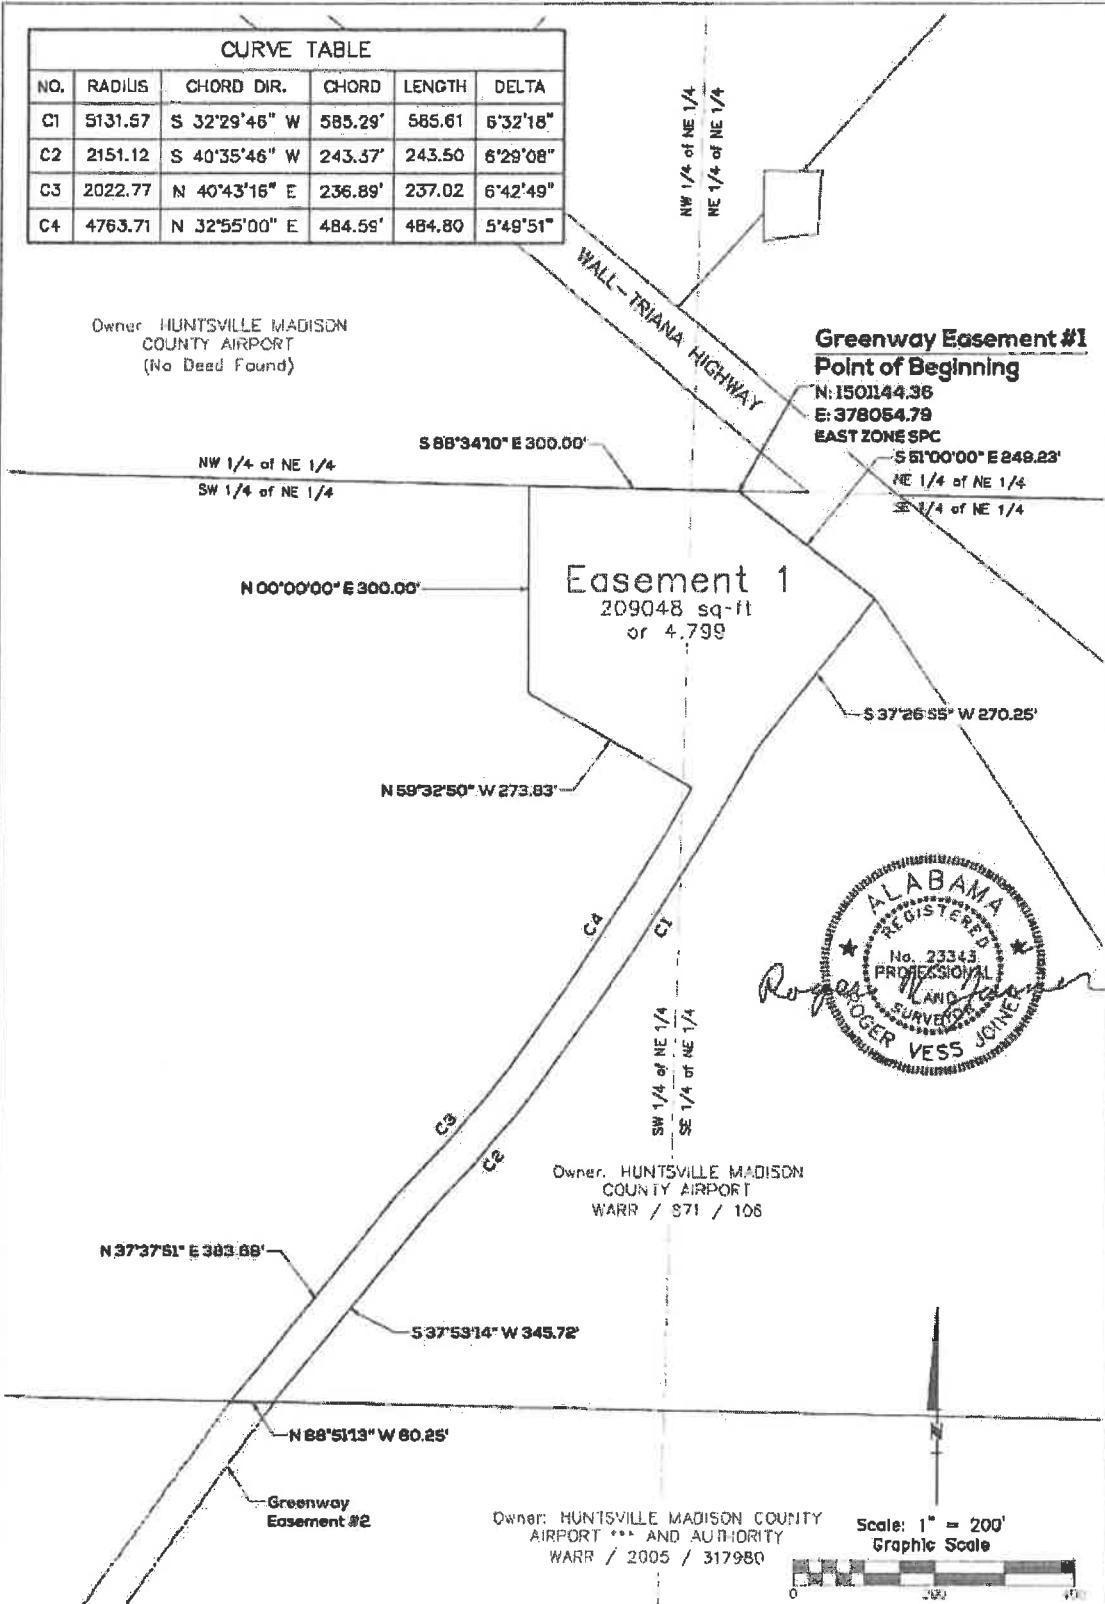 CURVE TABLE
NO. RADIUS CHORD DIR. CHORD LENGTH DELTA
C1 5131.57 S 32°29'46" W 585.29' 585.61 6°32'18"
C2 2151.12 S 40°35'46" W 243.37' 243.50 6°29'08"
C3 2022.77 N 40°43'16" E 236.89' 237.02 6°42'49"
C4 4763.71 N 32°55'00" E 484.59' 484.80 5°49'51"
NW 1/4 of NE 1/4
NE 1/4 of NE 1/4
WALL-TRIANA HIGHWAY
Owner HUNTSVILLE MADISON
COUNTY AIRPORT
(No Deed Found)
Greenway Easement #1
Point of Beginning
N: 1501144.36
E: 378054.79
EAST ZONE SPC
S 51°00'00" E 249.23'
S 88°34'10" E 300.00'
NW 1/4 of NE 1/4
SW 1/4 of NE 1/4
NE 1/4 of NE 1/4
SE 1/4 of NE 1/4
N 00°00'00" E 300.00'
Easement 1
209048 sq-ft
or 4.799
S 37°26'55" W 270.25'
N 59°32'50" W 273.83'
C4
C1
ALABAMA
REGISTERED
No. 23343
PROFESSIONAL
LAND
SURVEYOR
ROGER VESS JOINER
SW 1/4 of NE 1/4
SE 1/4 of NE 1/4
C3
C2
Owner. HUNTSVILLE MADISON
COUNTY AIRPORT
WARR / 871 / 106
N 37°37'51" E 383.68'
S 37°53'14" W 345.72'
N 88°51'13" W 60.25'
N
Greenway
Easement #2
Owner: HUNTSVILLE MADISON COUNTY
AIRPORT *** AND AUTHORITY
WARR / 2005 / 317980
Scale: 1" = 200'
Graphic Scale
0 200 400